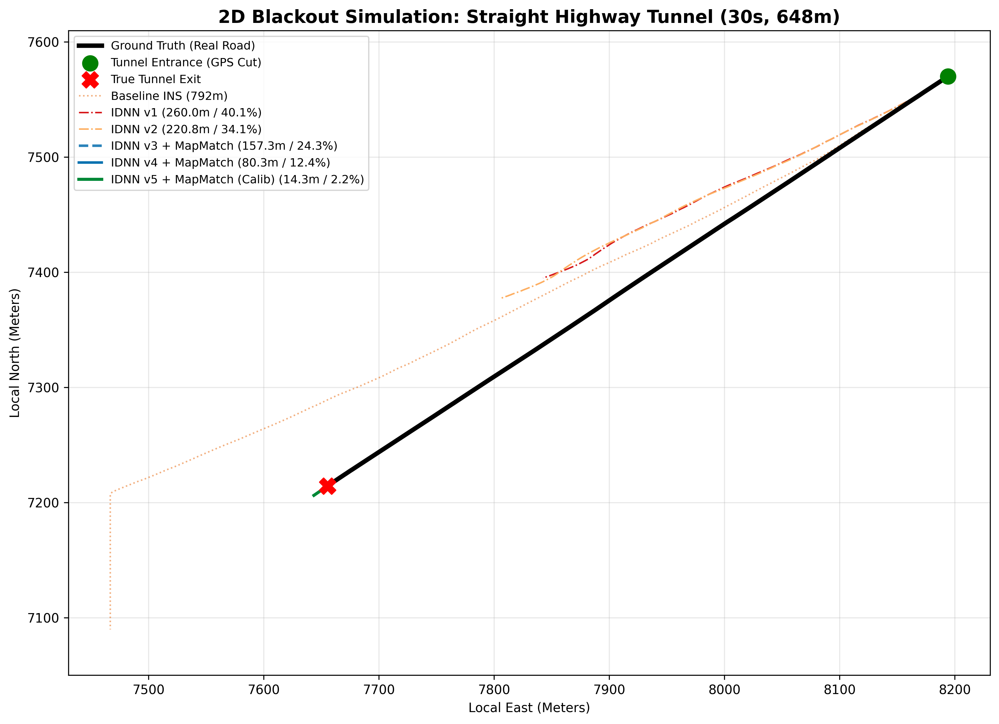 2D Blackout Simulation: Straight Highway Tunnel (30s, 648m)
Ground Truth (Real Road)
Tunnel Entrance (GPS Cut)
True Tunnel Exit
Baseline INS (792m)
IDNN v1 (260.0m / 40.1%)
IDNN v2 (220.8m / 34.1%)
IDNN v3 + MapMatch (157.3m / 24.3%)
IDNN v4 + MapMatch (80.3m / 12.4%)
IDNN v5 + MapMatch (Calib) (14.3m / 2.2%)
Local North (Meters)
7600
7500
7400
7300
7200
7100
7500 7600 7700 7800 7900 8000 8100 8200
Local East (Meters)